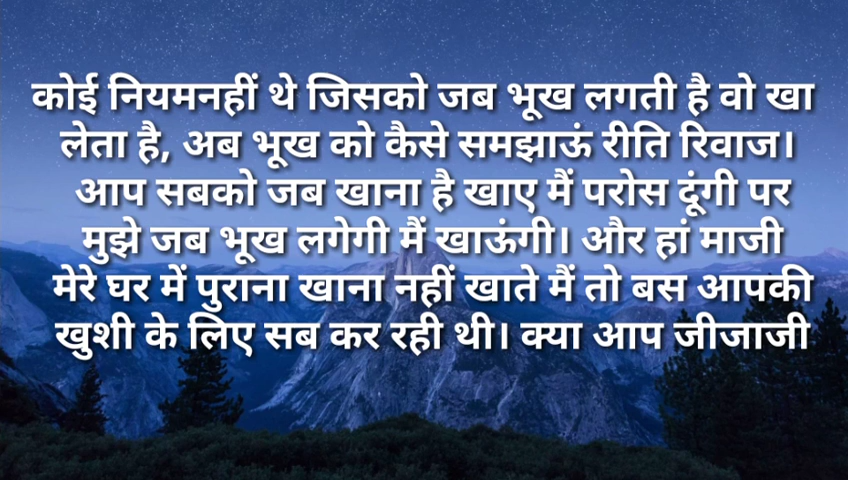 कोई नियमनहीं थे जिसको जब भूख लगती है वो खा
लेता है, अब भूख को कैसे समझाऊं रीति रिवाज।
आप सबको जब खाना है खाए मैं परोस दूंगी पर
मुझे जब भूख लगेगी मैं खाऊंगी। और हां माजी
मेरे घर में पुराना खाना नहीं खाते मैं तो बस आपकी
खुशी के लिए सब कर रही थी। क्या आप जीजाजी